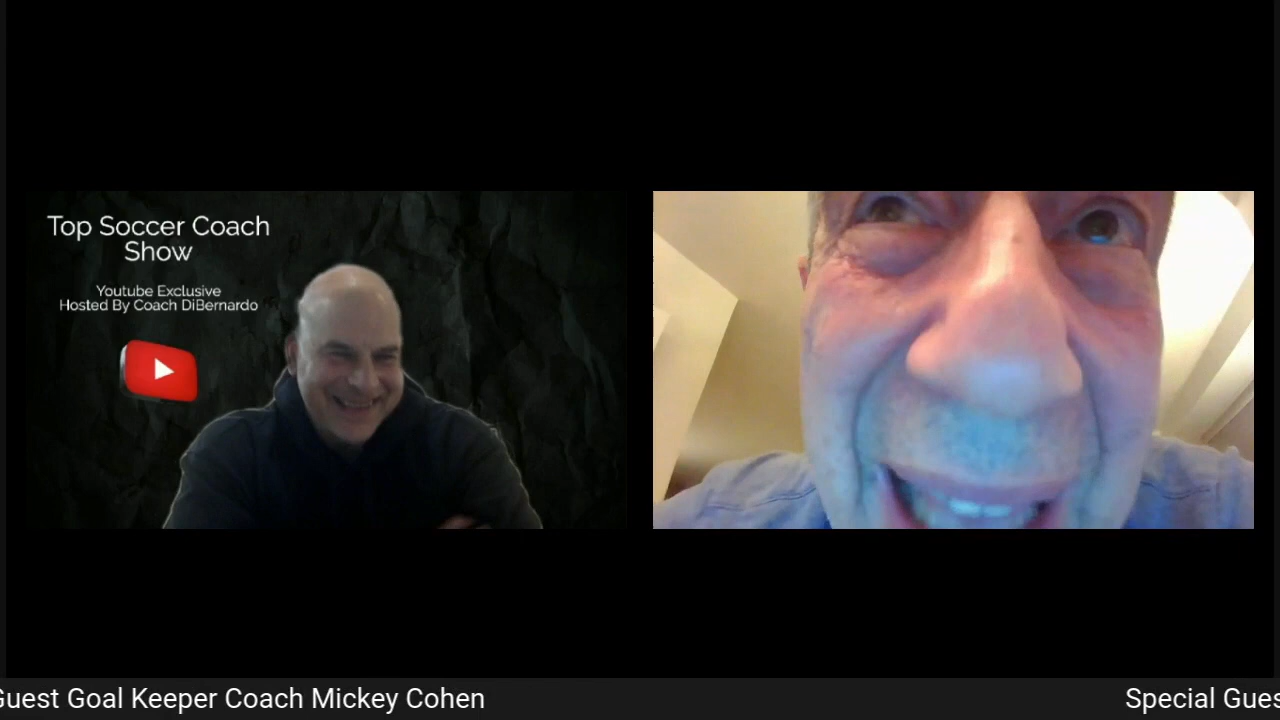 Top Soccer Coach
Show
Youtube Exclusive
Hosted By Coach DiBernardo
Guest Goal Keeper Coach Mickey Cohen
Special Gues